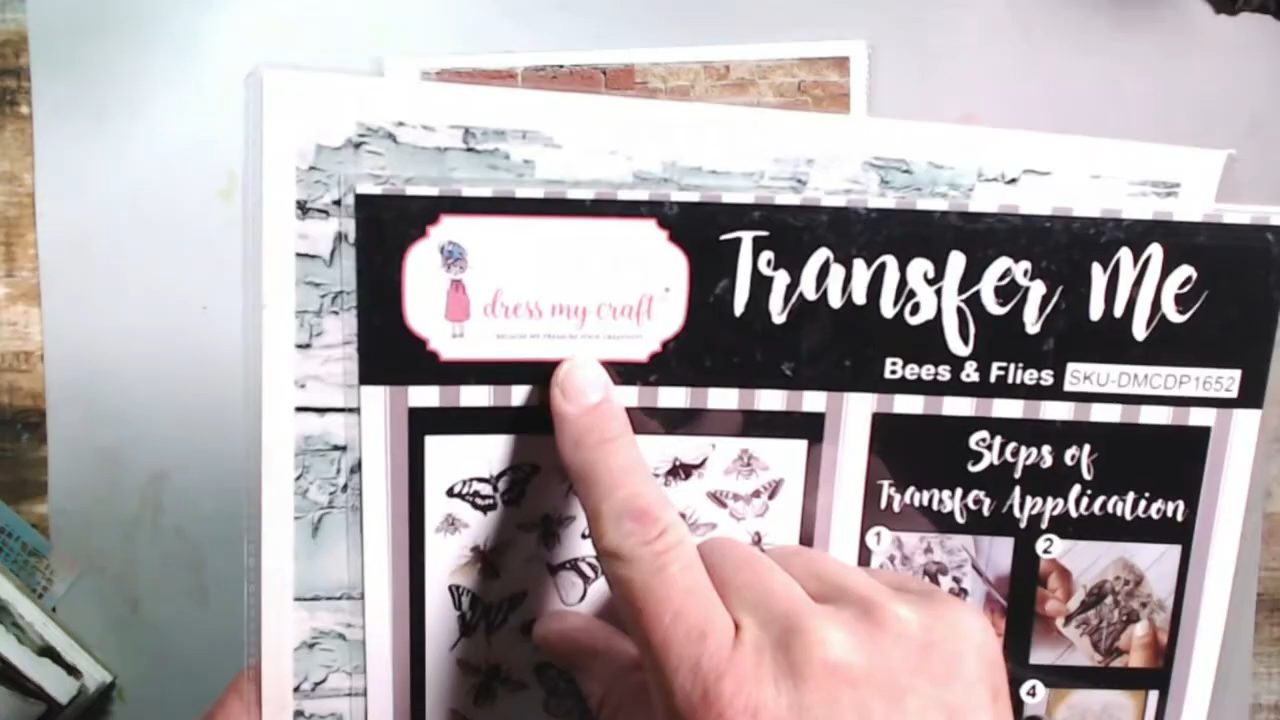 dress my craft
Transfer Me
Bees & Flies SKU-DMCDP1652
Steps of
Transfer Application
1
2
4